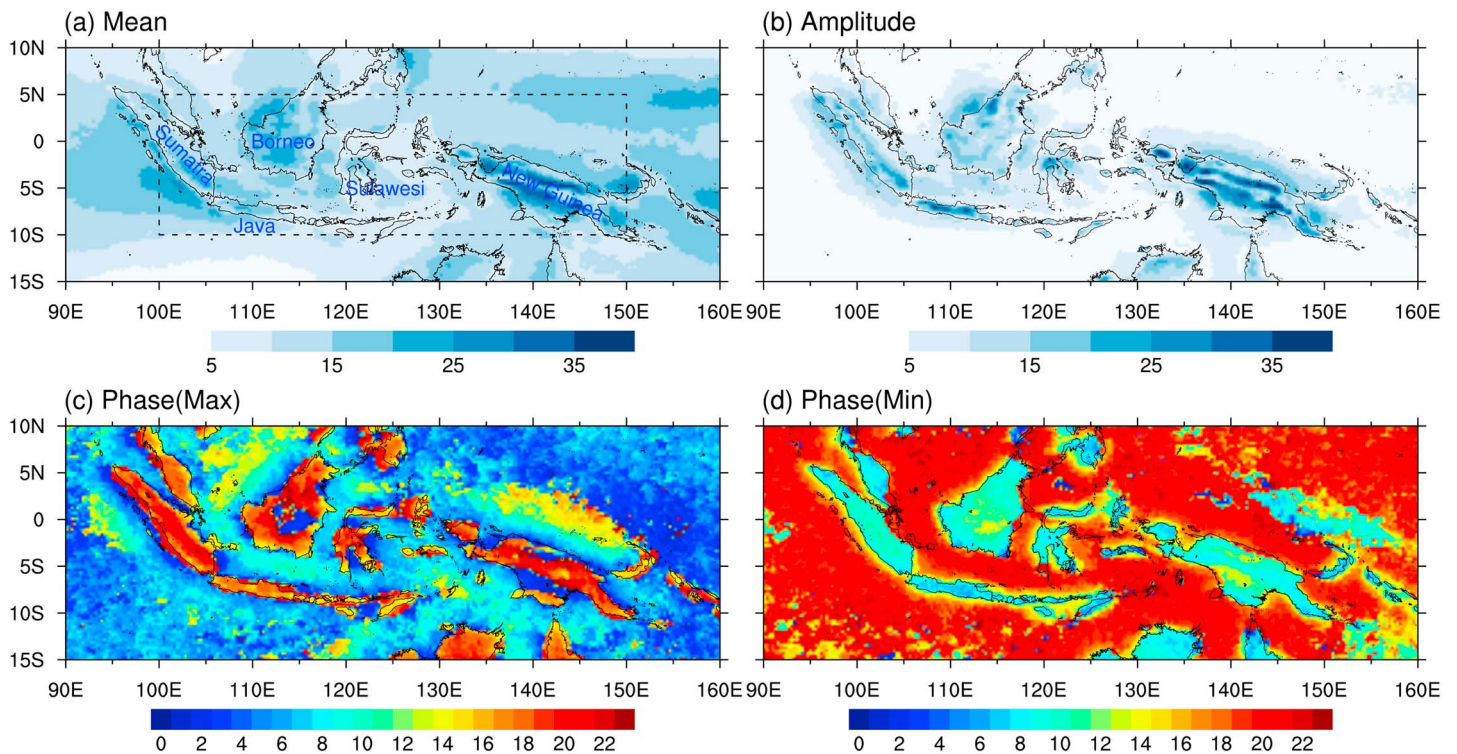 (a) Mean
(b) Amplitude
10N
5N
0
5S
10S
15S
Sumatra
Borneo
Sulawesi
New Guinea
Java
90E 100E 110E 120E 130E 140E 150E 160E
90E 100E 110E 120E 130E 140E 150E 160E
5 15 25 35
5 15 25 35
(c) Phase(Max)
(d) Phase(Min)
10N
5N
0
5S
10S
15S
90E 100E 110E 120E 130E 140E 150E 160E
90E 100E 110E 120E 130E 140E 150E 160E
0 2 4 6 8 10 12 14 16 18 20 22
0 2 4 6 8 10 12 14 16 18 20 22